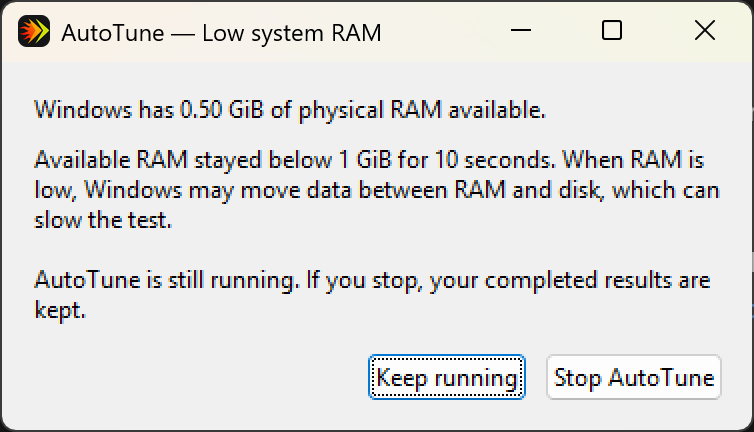 AutoTune — Low system RAM
Windows has 0.50 GiB of physical RAM available.
Available RAM stayed below 1 GiB for 10 seconds. When RAM is
low, Windows may move data between RAM and disk, which can
slow the test.
AutoTune is still running. If you stop, your completed results are
kept.
Keep running
Stop AutoTune